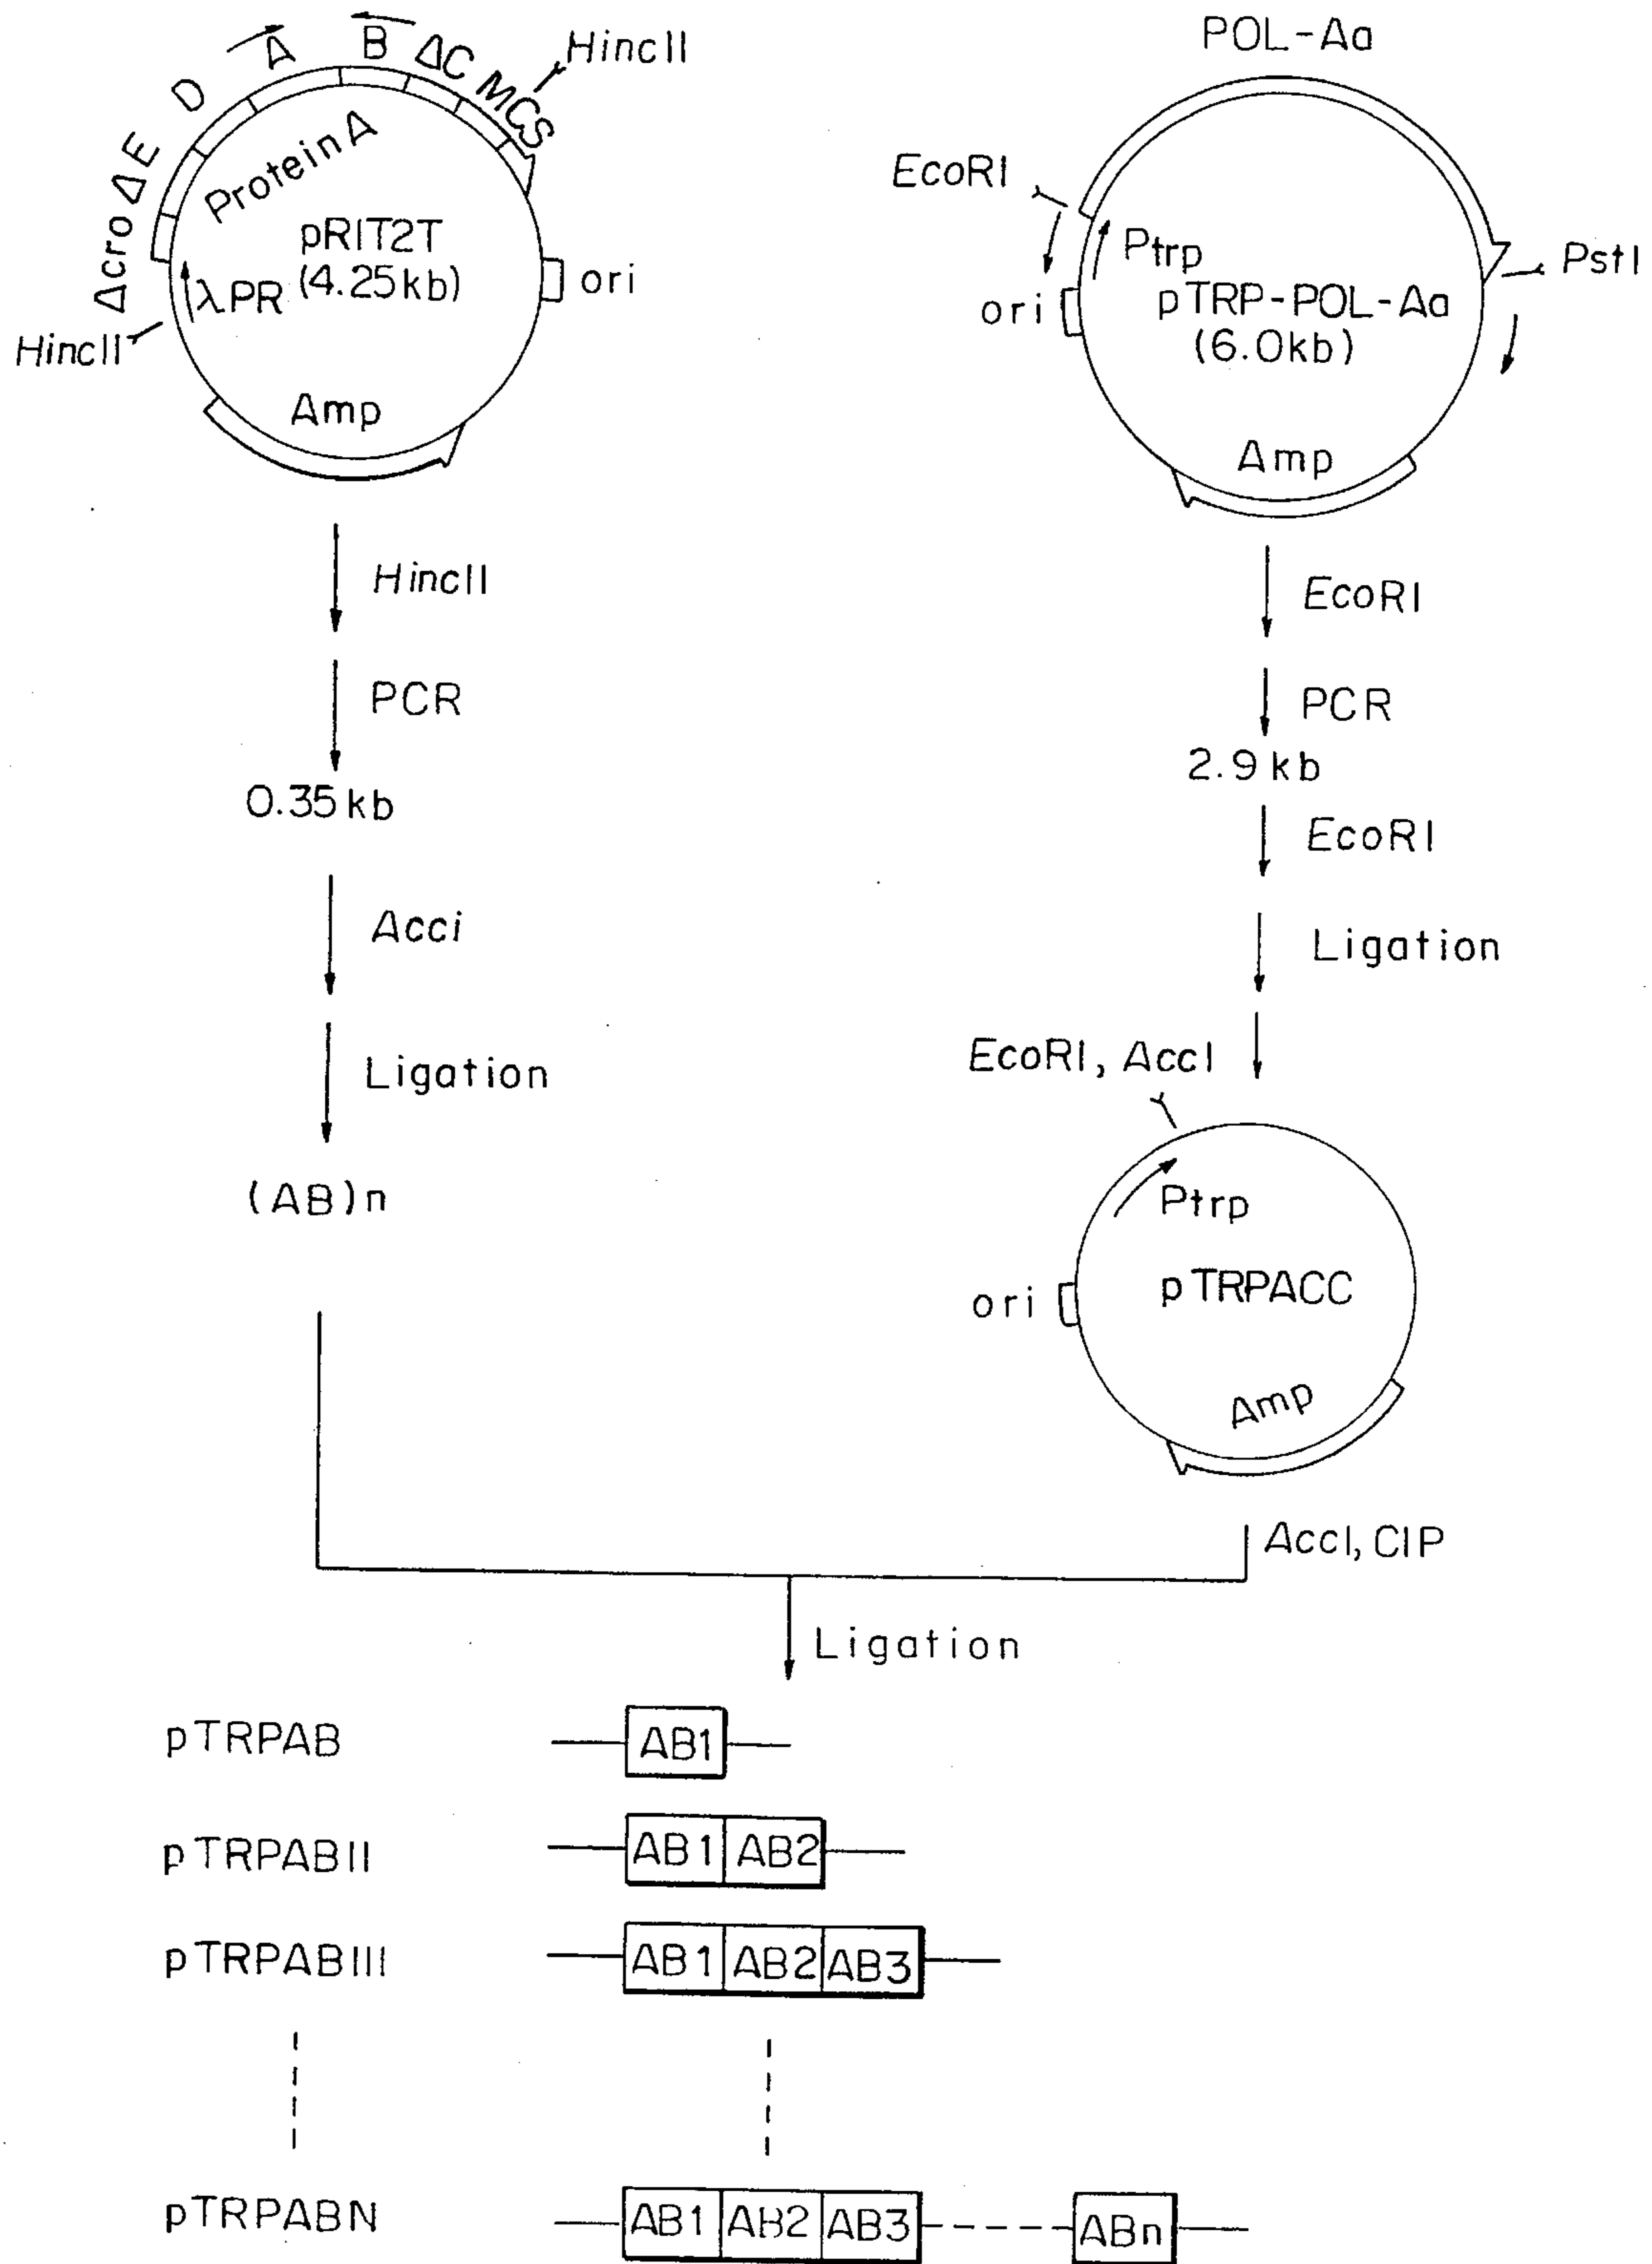 Δcro ΔE D A B ΔC MCS
HincII
Protein A
pRIT2T
(4.25kb)
λPR
ori
HincII
Amp
HincII
PCR
0.35kb
Acci
Ligation
(AB)n
POL-Aa
EcoRI
PstI
Ptrp
ori
pTRP-POL-Aa
(6.0kb)
Amp
EcoRI
PCR
2.9kb
EcoRI
Ligation
EcoRI, AccI
Ptrp
ori
pTRPACC
Amp
AccI, CIP
Ligation
pTRPAB AB1
pTRPABII AB1 AB2
pTRPABIII AB1 AB2 AB3
pTRPABN AB1 AB2 AB3 ABn